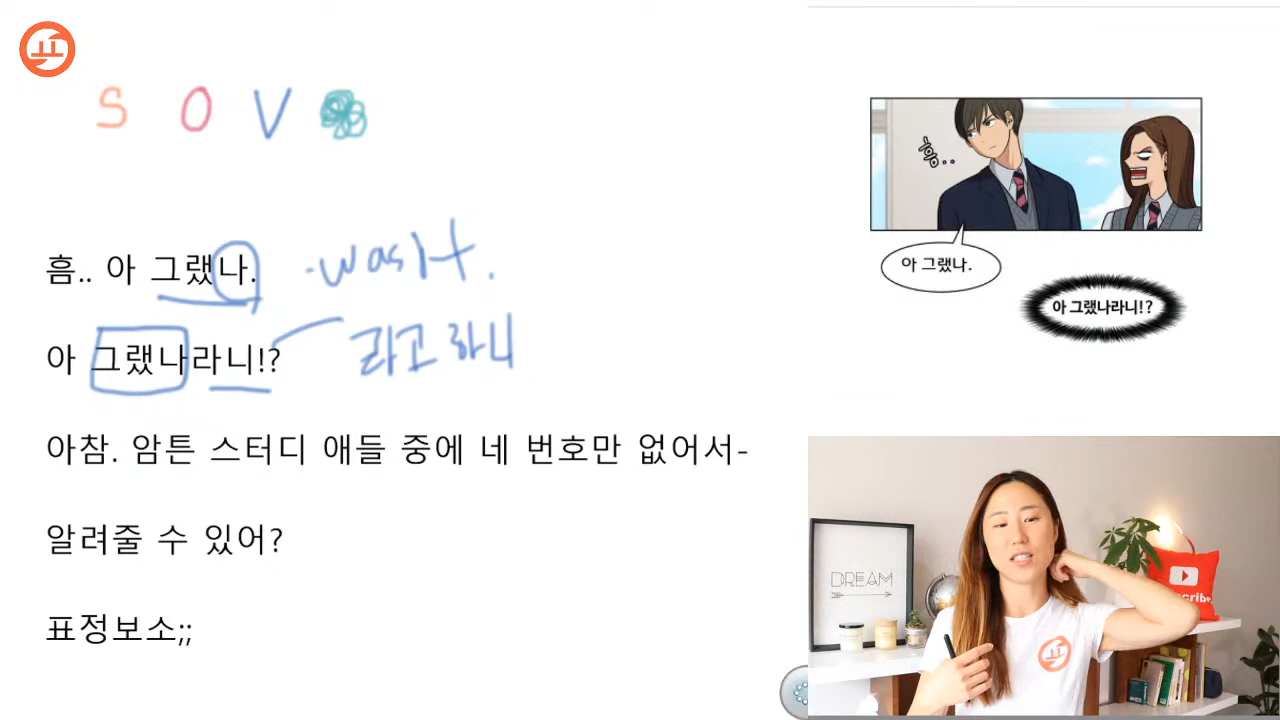 S O V
흠.. 아 그랬나.
-was it.
아 그랬나라니!?
라고 하니
아참. 암튼 스터디 애들 중에 네 번호만 없어서-
알려줄 수 있어?
표정보소;;
흠..
아 그랬나.
아 그랬나라니!?
DREAM